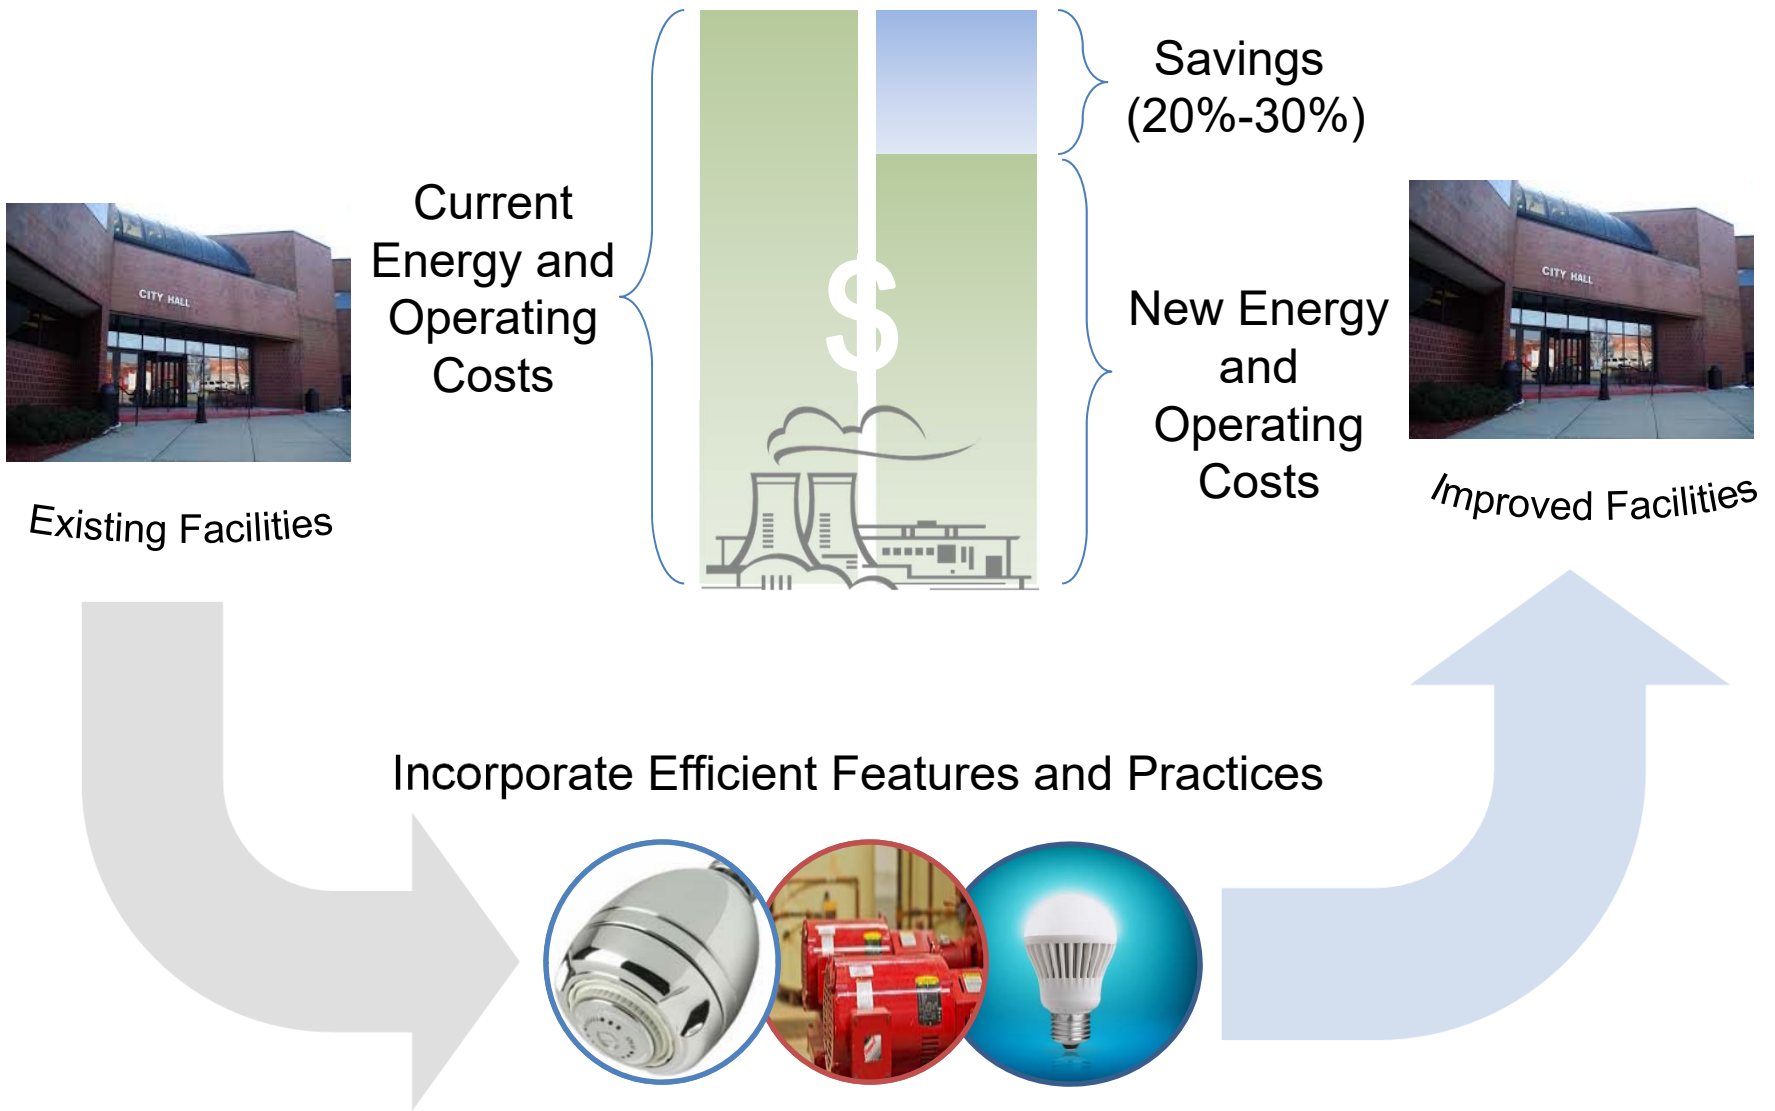 Savings
(20%-30%)
Current
Energy and
Operating
Costs
$
New Energy
and
Operating
Costs
CITY HALL
CITY HALL
Existing Facilities
Improved Facilities
Incorporate Efficient Features and Practices